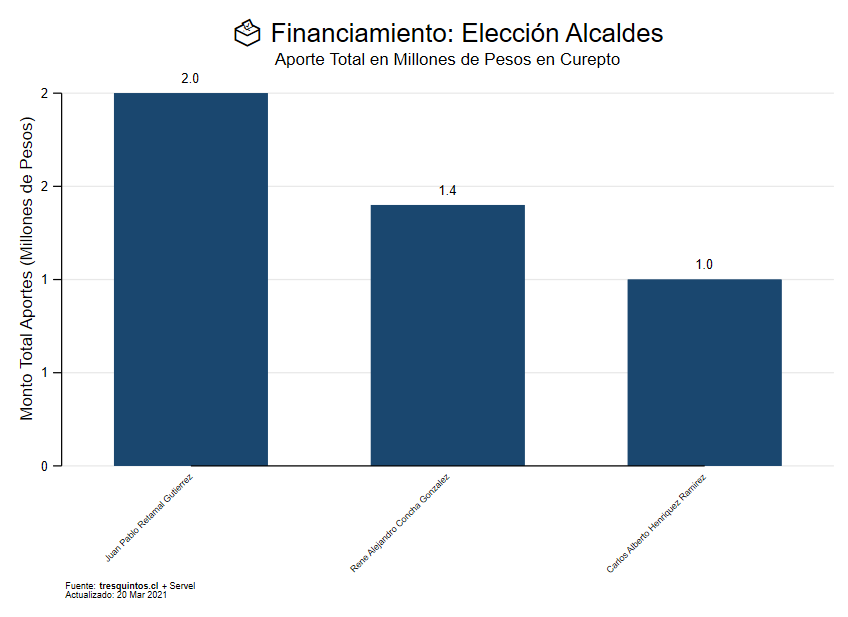 Financiamiento: Elección Alcaldes
Aporte Total en Millones de Pesos en Curepto
Monto Total Aportes (Millones de Pesos)
2
2
1
1
0
2.0
1.4
1.0
Juan Pablo Retamal Gutierrez
Rene Alejandro Concha Gonzalez
Carlos Alberto Henriquez Ramirez
Fuente: tresquintos.cl + Servel
Actualizado: 20 Mar 2021